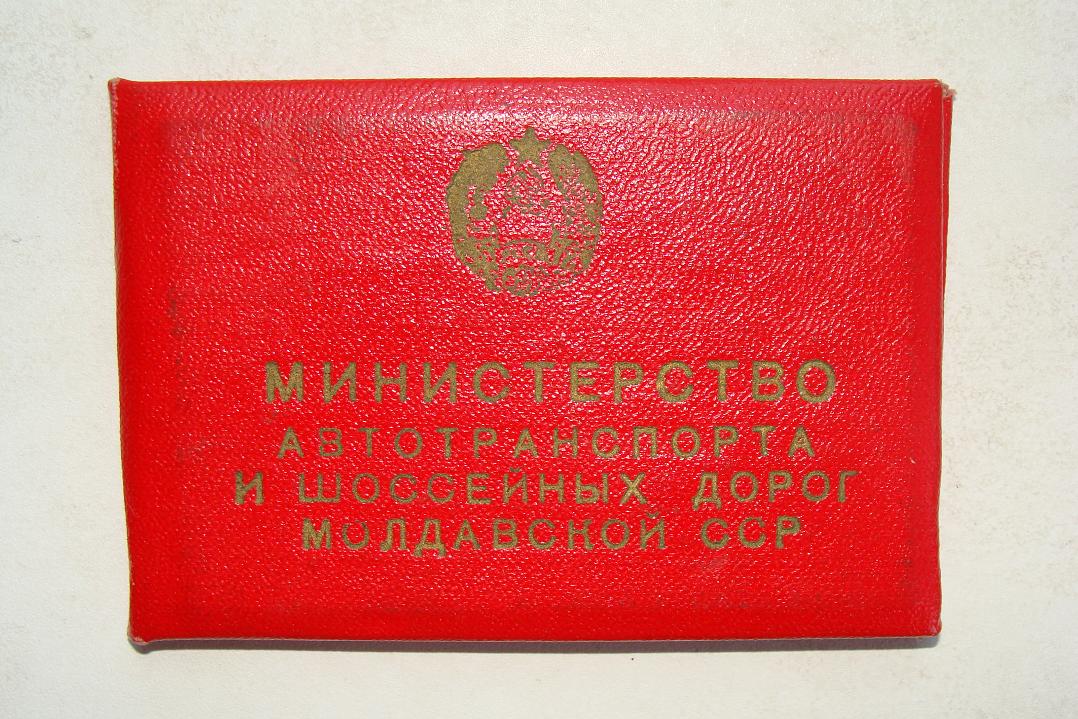 МИНИСТЕРСТВО
АВТОТРАНСПОРТА
И ШОССЕЙНЫХ ДОРОГ
МОЛДАВСКОЙ ССР